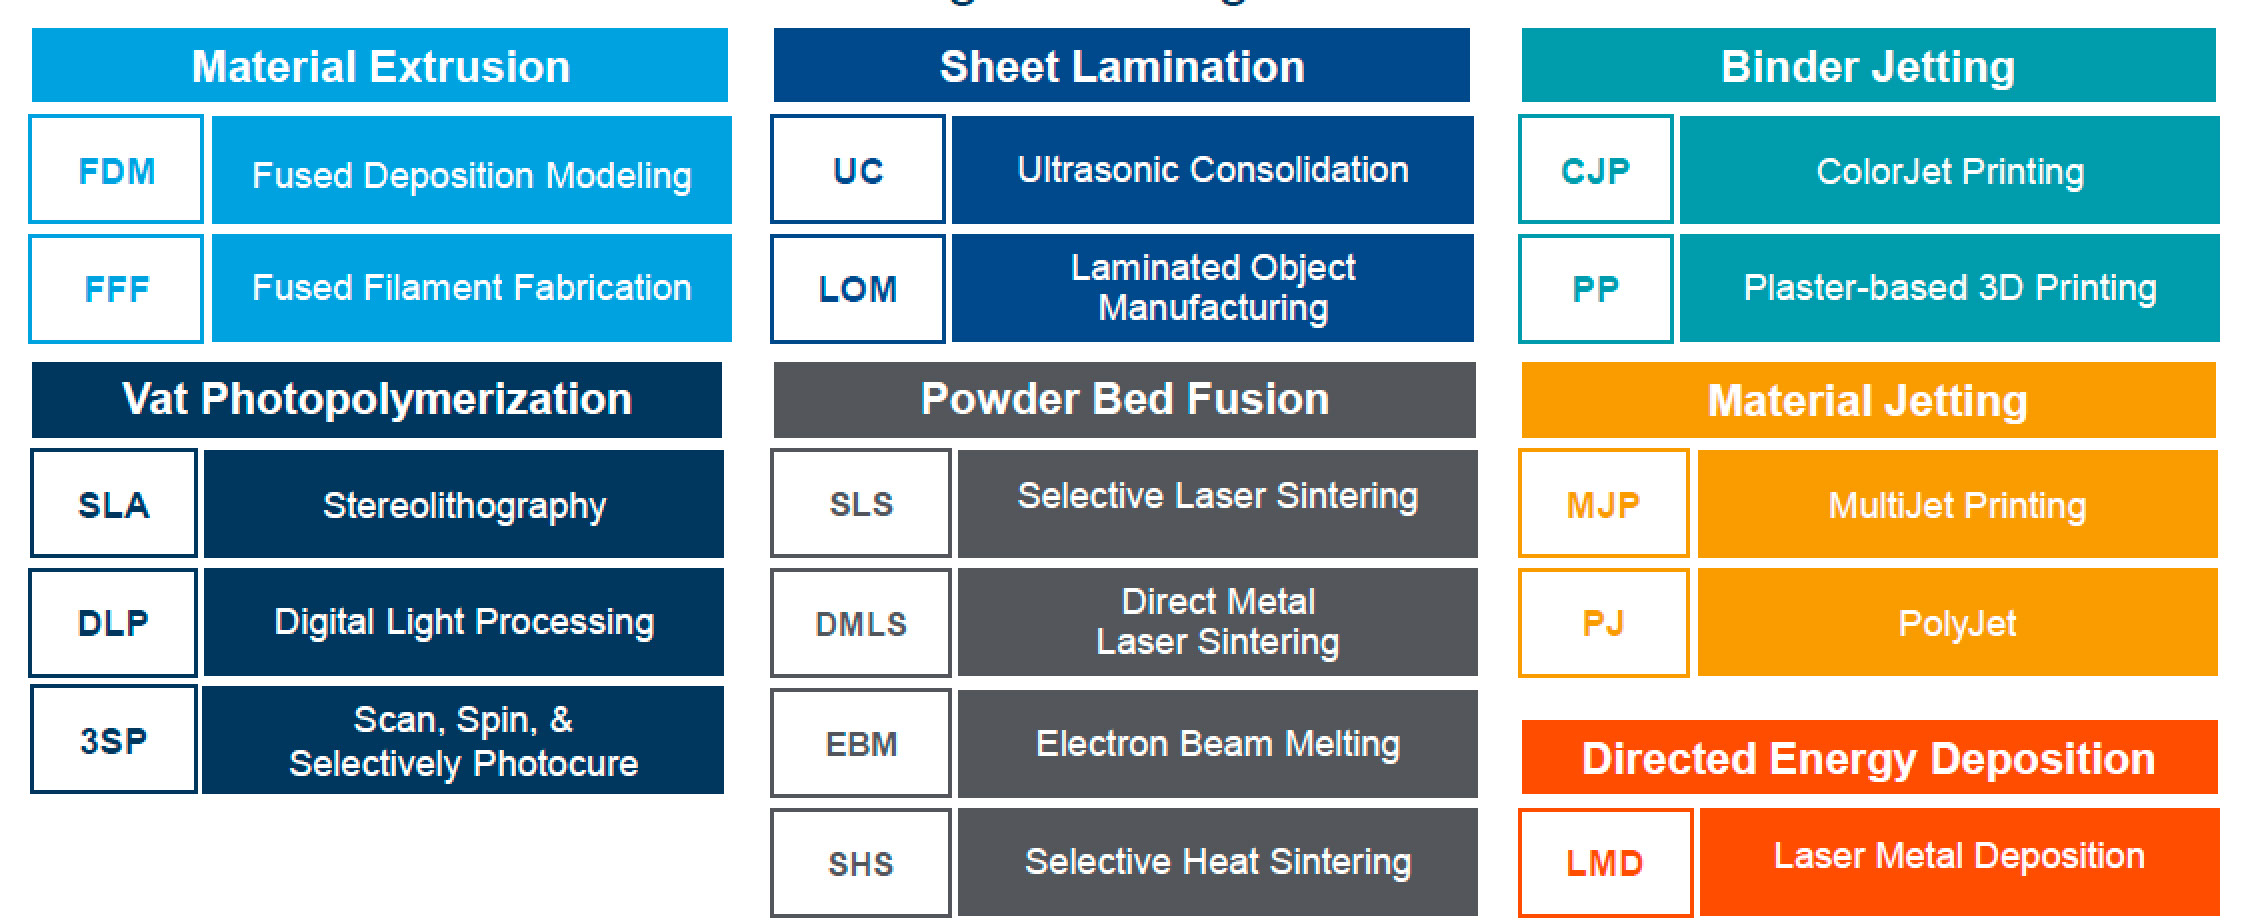 Material Extrusion
FDM Fused Deposition Modeling
FFF Fused Filament Fabrication
Sheet Lamination
UC Ultrasonic Consolidation
LOM Laminated Object
Manufacturing
Binder Jetting
CJP ColorJet Printing
PP Plaster-based 3D Printing
Vat Photopolymerization
SLA Stereolithography
DLP Digital Light Processing
3SP Scan, Spin, &
Selectively Photocure
Powder Bed Fusion
SLS Selective Laser Sintering
DMLS Direct Metal
Laser Sintering
EBM Electron Beam Melting
SHS Selective Heat Sintering
Material Jetting
MJP MultiJet Printing
PJ PolyJet
Directed Energy Deposition
LMD Laser Metal Deposition